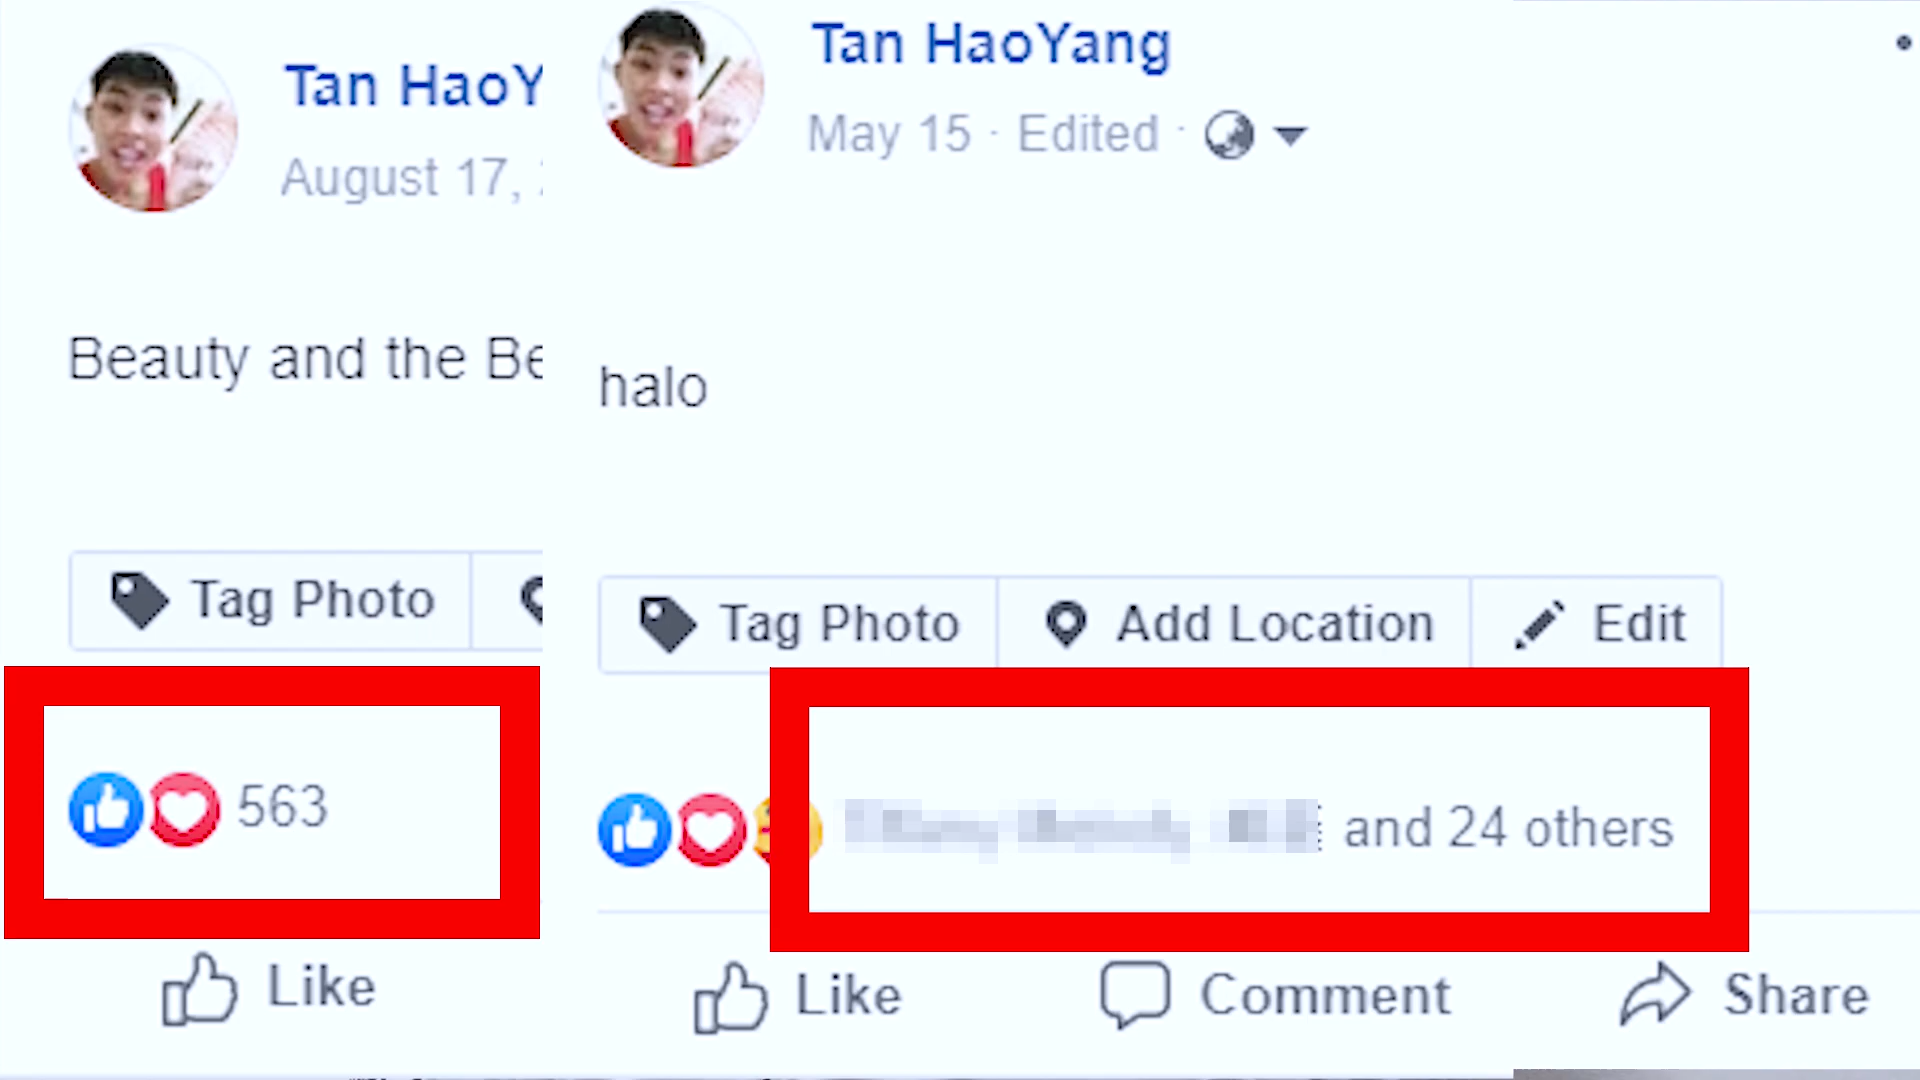 Tan HaoY
August 17,
Beauty and the Be
Tag Photo
563
Like
Tan HaoYang
May 15 · Edited ·
halo
Tag Photo
Add Location
Edit
and 24 others
Like
Comment
Share